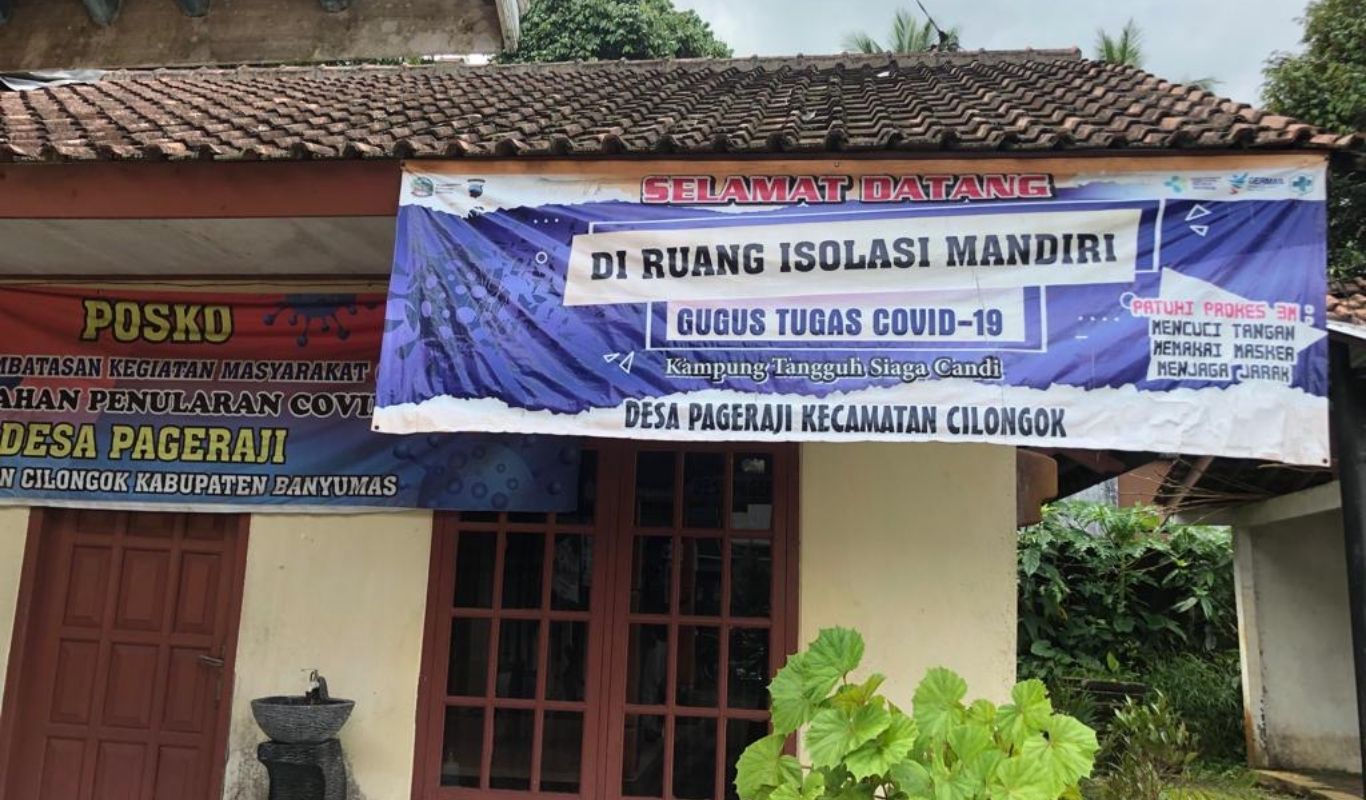 SELAMAT DATANG
GERMAS
DI RUANG ISOLASI MANDIRI
GUGUS TUGAS COVID-19
Kampung Tangguh Siaga Candi
DESA PAGERAJI KECAMATAN CILONGOK
PATUHI PROKES 3M:
MENCUCI TANGAN
MEMAKAI MASKER
MENJAGA JARAK
POSKO
MBATASAN KEGIATAN MASYARAKAT
AHAN PENULARAN COVI
DESA PAGERAJI
N CILONGOK KABUPATEN BANYUMAS